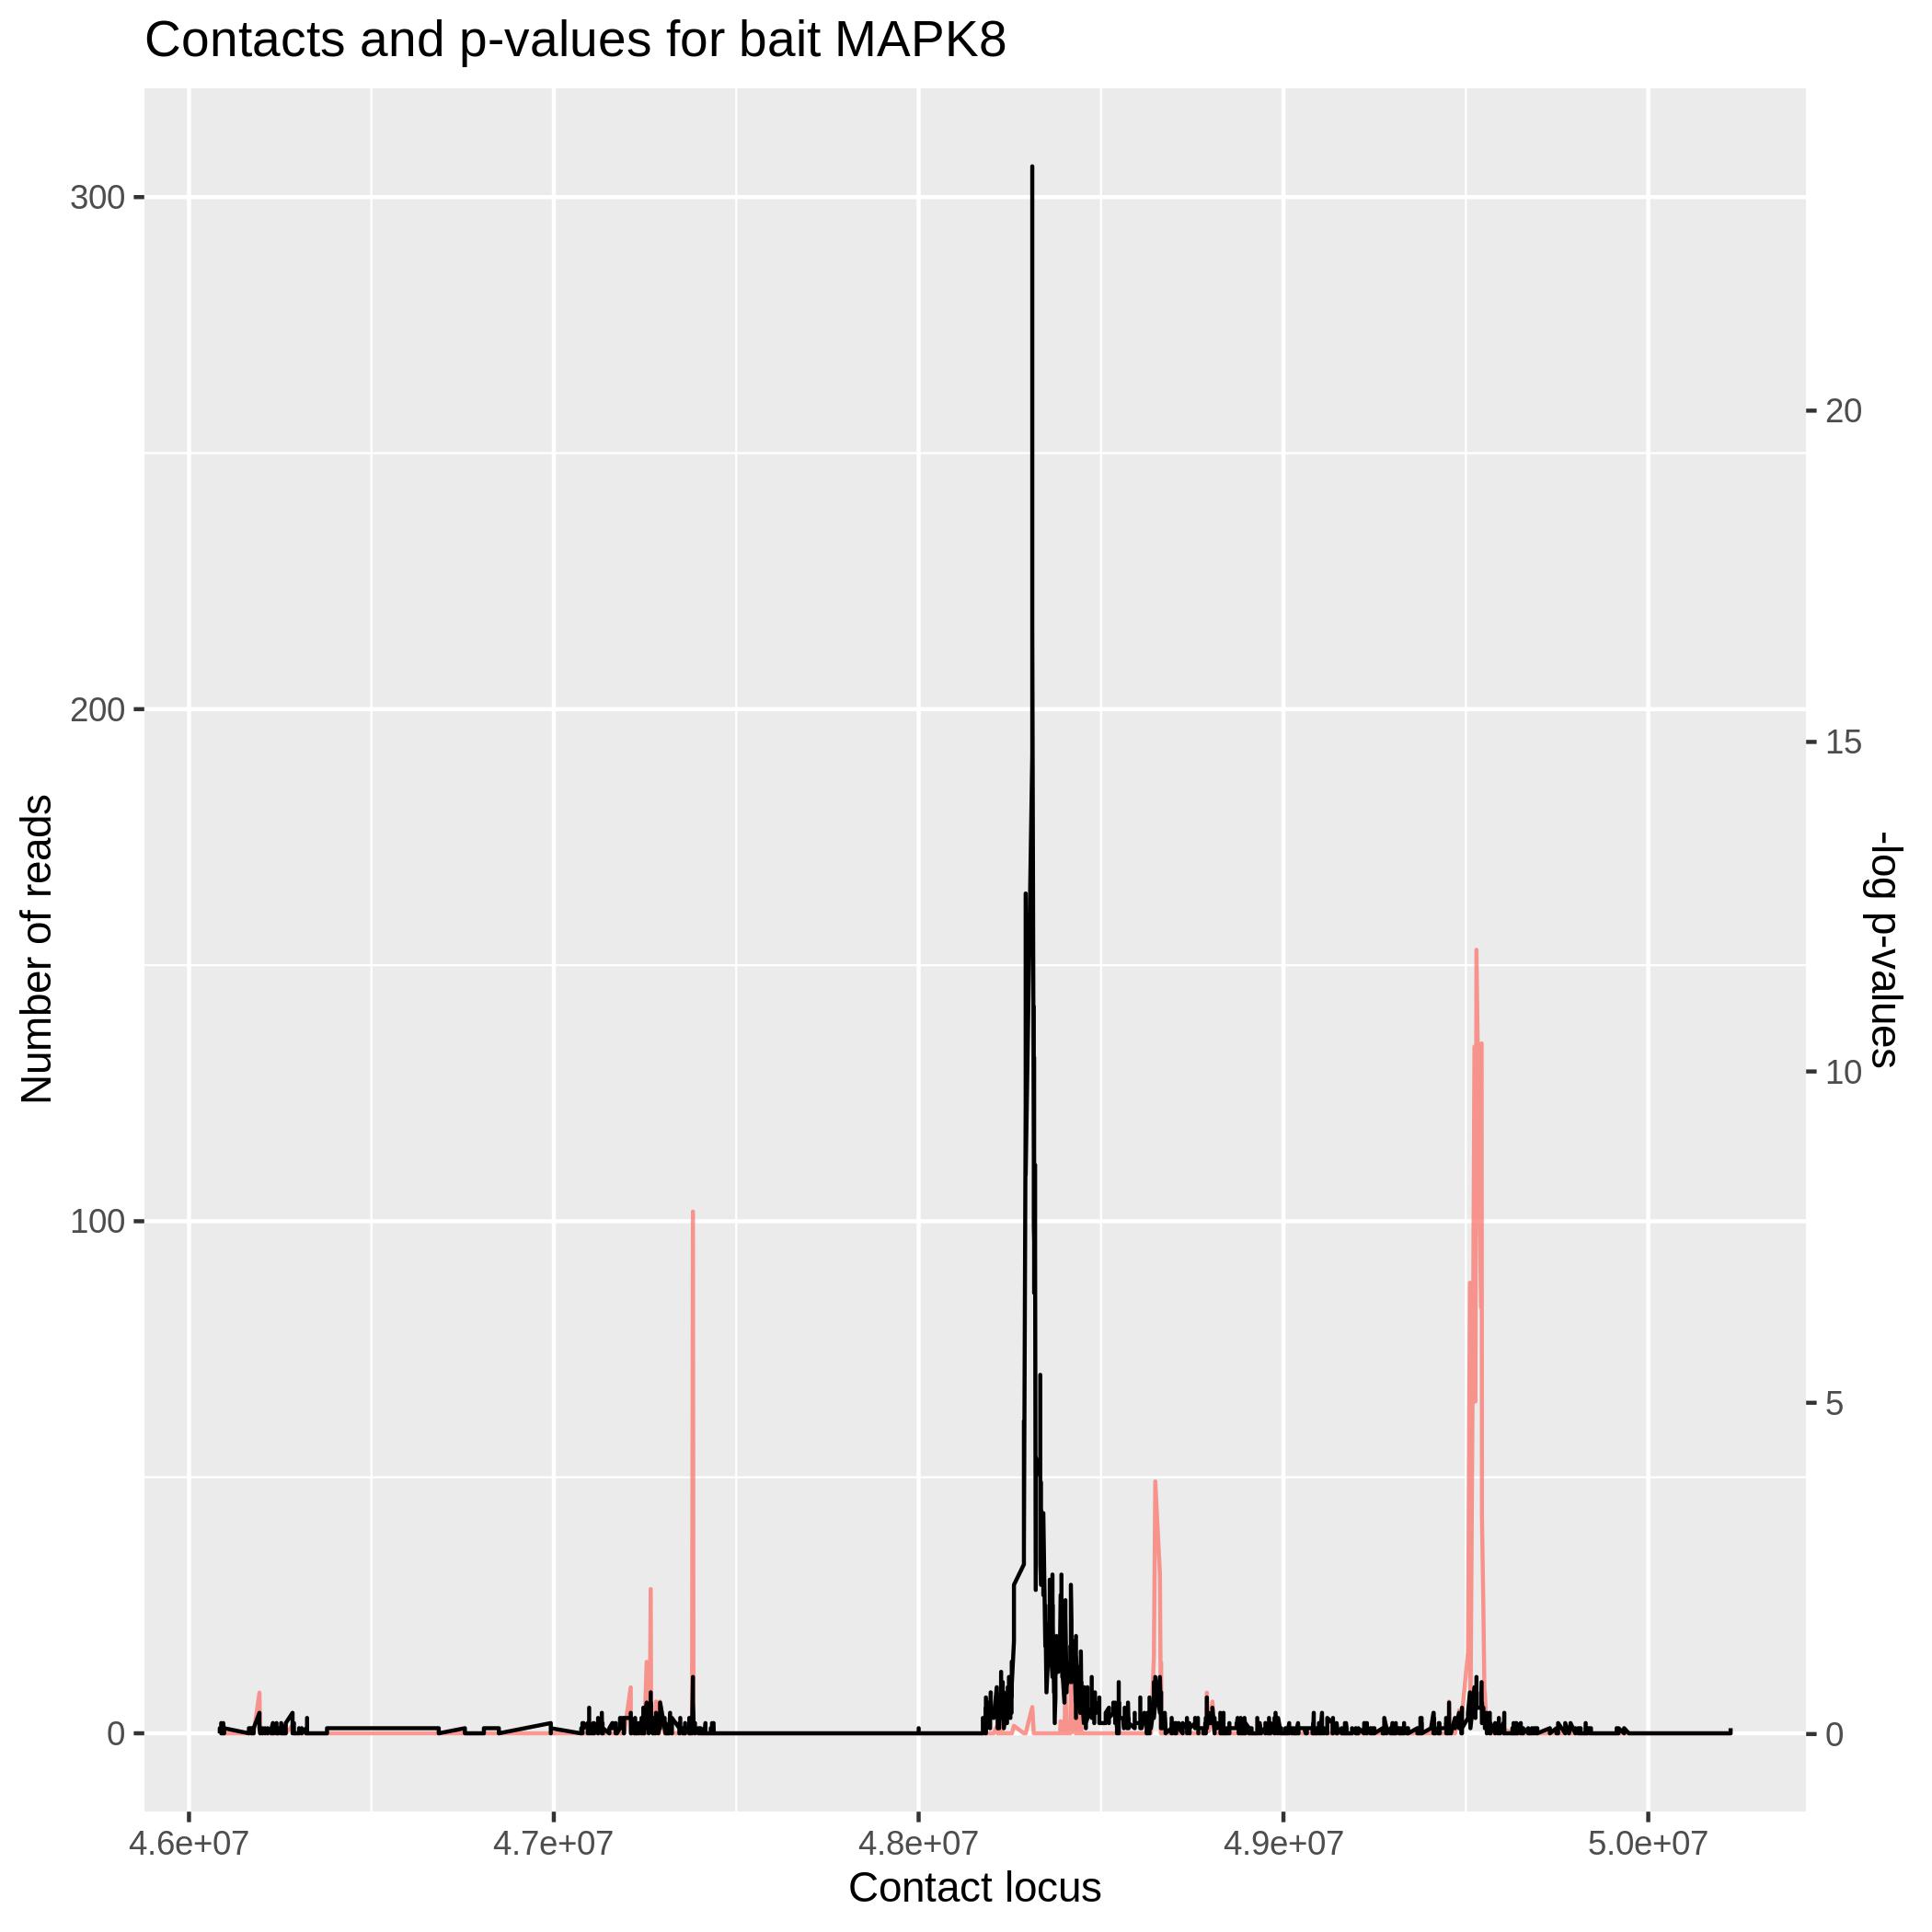 Contacts and p-values for bait MAPK8
300
200
100
0
Number of reads
20
15
10
5
0
-log p-values
4.6e+07
4.7e+07
4.8e+07
4.9e+07
5.0e+07
Contact locus